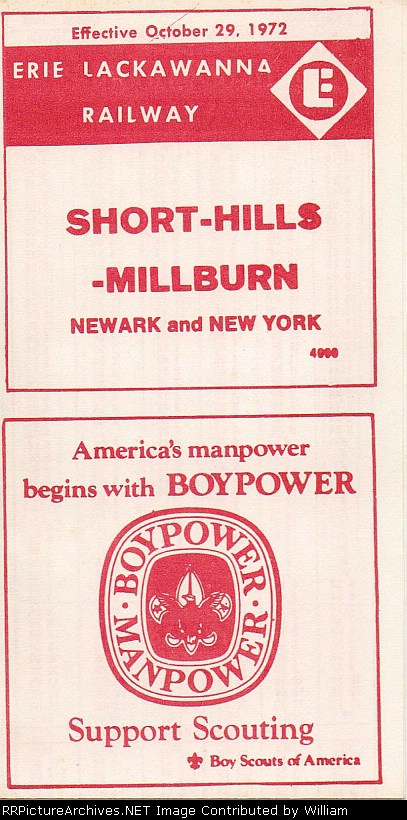 Effective October 29, 1972
ERIE LACKAWANNA
RAILWAY
E
SHORT-HILLS
-MILLBURN
NEWARK and NEW YORK
America's manpower
begins with BOYPOWER
BOYPOWER
MANPOWER
Support Scouting
Boy Scouts of America
RRPictureArchives.NET Image Contributed by William